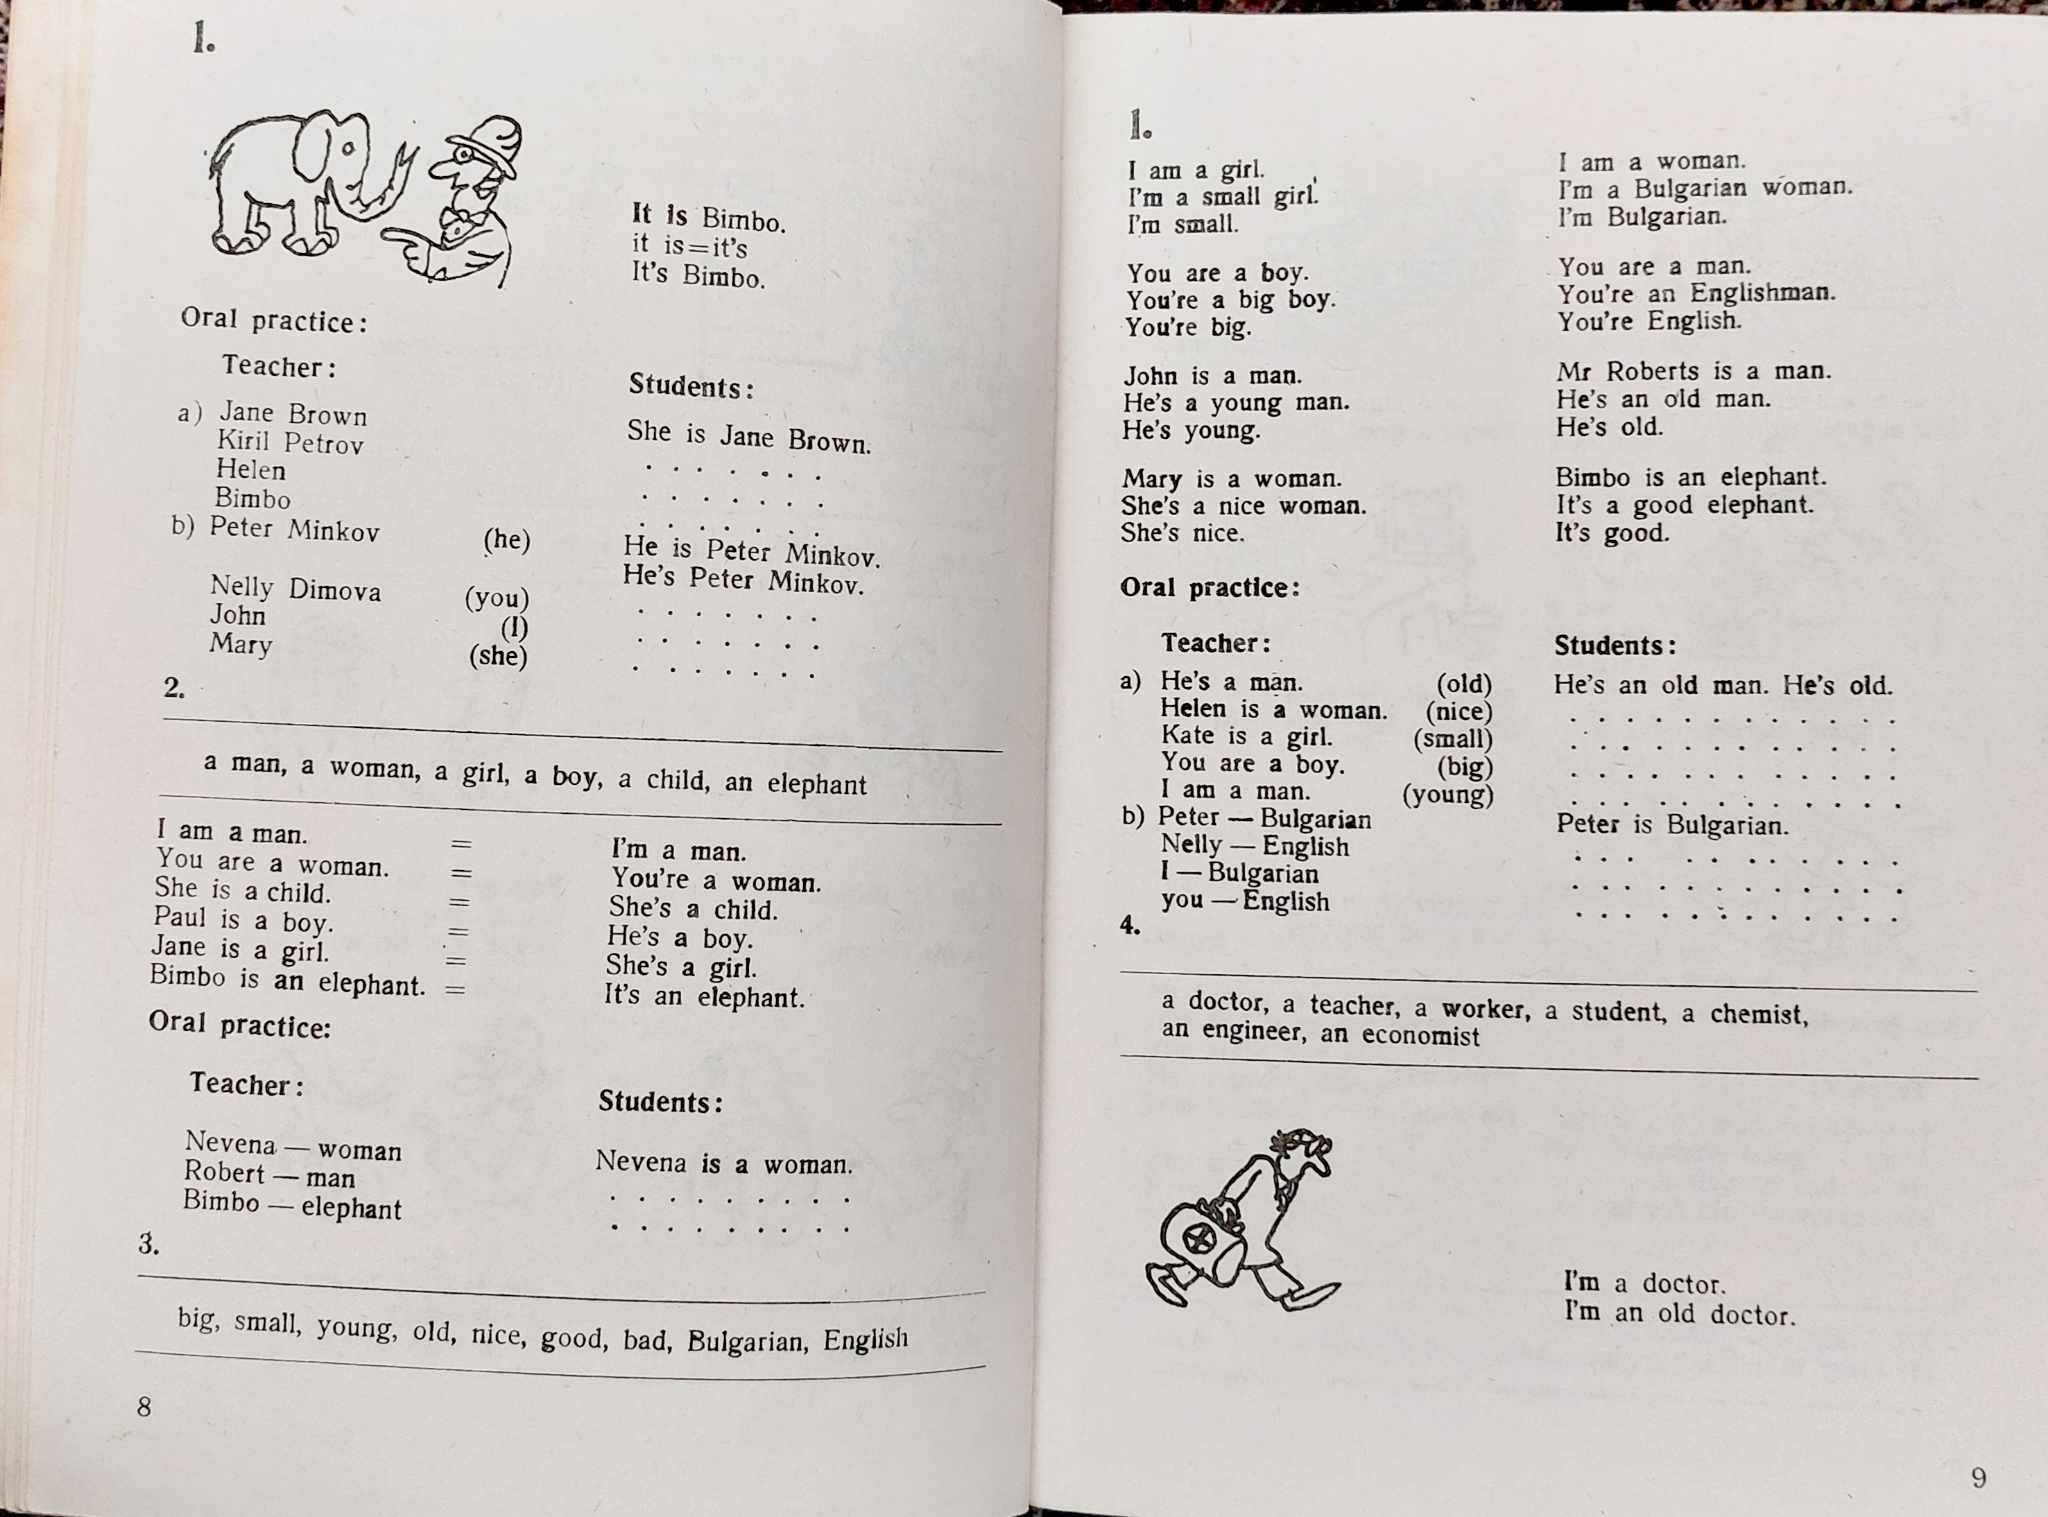 1.
It is Bimbo.
it is=it's
It's Bimbo.
Oral practice:
Teacher: Students:
a) Jane Brown She is Jane Brown.
Kiril Petrov . . . . . . .
Helen . . . . . . .
Bimbo . . . . . . .
b) Peter Minkov (he) He is Peter Minkov.
He's Peter Minkov.
Nelly Dimova (you) . . . . . . .
John (I) . . . . . . .
Mary (she) . . . . . . .
2.
a man, a woman, a girl, a boy, a child, an elephant
I am a man. = I'm a man.
You are a woman. = You're a woman.
She is a child. = She's a child.
Paul is a boy. = He's a boy.
Jane is a girl. = She's a girl.
Bimbo is an elephant. = It's an elephant.
Oral practice:
Teacher: Students:
Nevena — woman Nevena is a woman.
Robert — man . . . . . . . . .
Bimbo — elephant . . . . . . . . .
3.
big, small, young, old, nice, good, bad, Bulgarian, English
8
1.
I am a girl.
I'm a small girl.
I'm small.
You are a boy.
You're a big boy.
You're big.
John is a man.
He's a young man.
He's young.
Mary is a woman.
She's a nice woman.
She's nice.
I am a woman.
I'm a Bulgarian woman.
I'm Bulgarian.
You are a man.
You're an Englishman.
You're English.
Mr Roberts is a man.
He's an old man.
He's old.
Bimbo is an elephant.
It's a good elephant.
It's good.
Oral practice:
Teacher: Students:
a) He's a man. (old) He's an old man. He's old.
Helen is a woman. (nice) . . . . . . . . . . . .
Kate is a girl. (small) . . . . . . . . . . . .
You are a boy. (big) . . . . . . . . . . . .
I am a man. (young) . . . . . . . . . . . .
b) Peter — Bulgarian Peter is Bulgarian.
Nelly — English . . . . . . . . . . .
I — Bulgarian . . . . . . . . . . . .
you — English . . . . . . . . . . . .
4.
a doctor, a teacher, a worker, a student, a chemist,
an engineer, an economist
I'm a doctor.
I'm an old doctor.
9